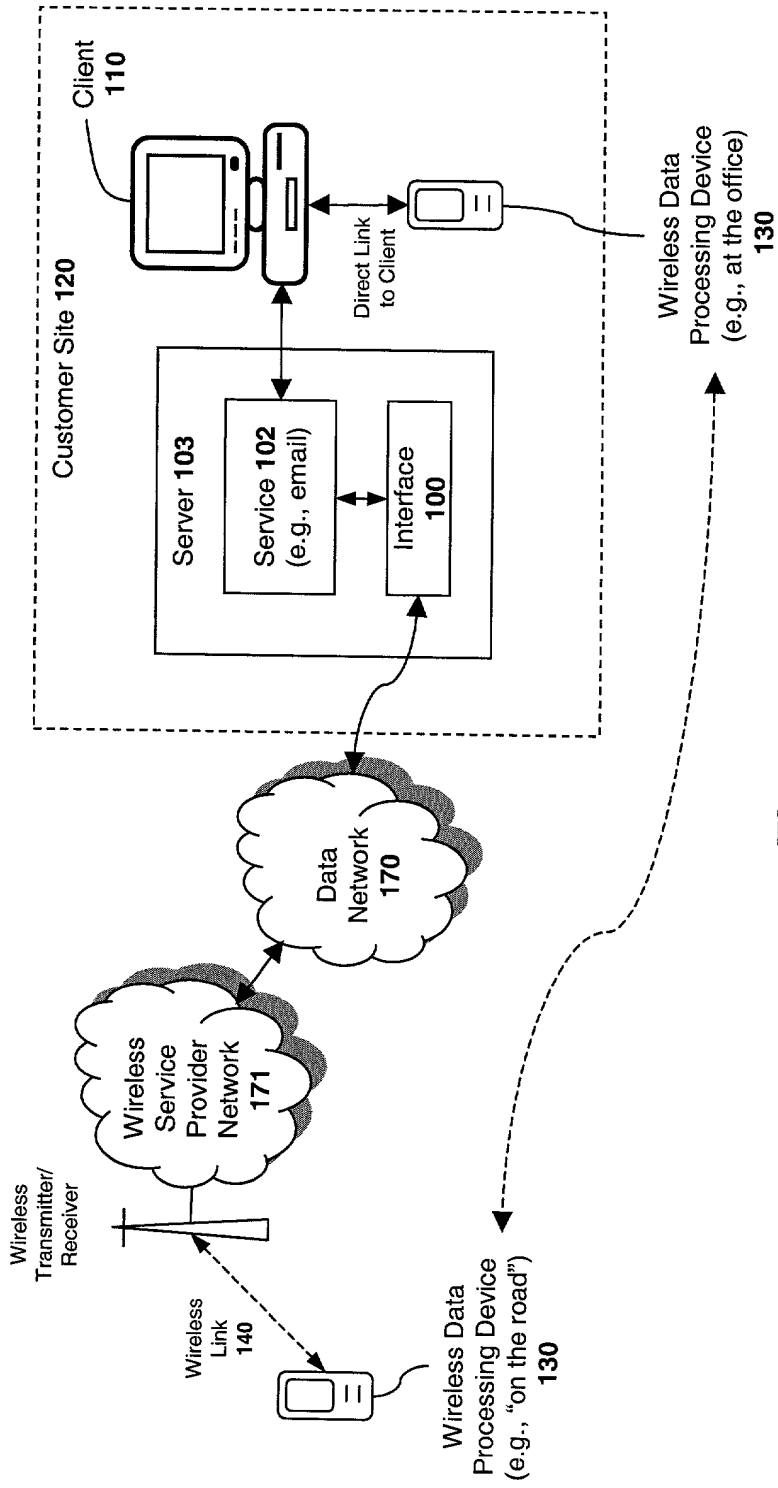 Wireless
Transmitter/
Receiver
Wireless
Link
140
Wireless Data
Processing Device
(e.g., “on the road”)
130
Wireless
Service
Provider
Network
171
Data
Network
170
Customer Site 120
Server 103
Service 102
(e.g., email)
Interface
100
Client
110
Direct Link
to Client
Wireless Data
Processing Device
(e.g., at the office)
130